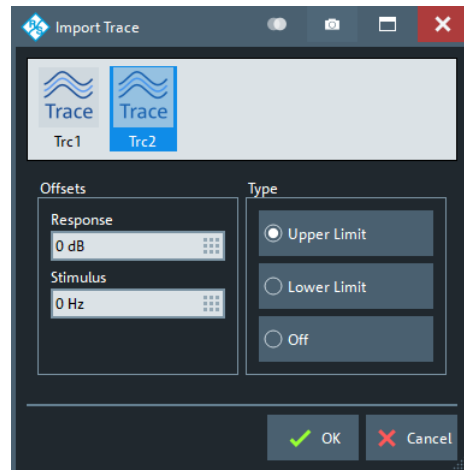 R&S Import Trace
Trace Trace
Trc1 Trc2
Offsets
Response
0 dB
Stimulus
0 Hz
Type
Upper Limit
Lower Limit
Off
OK Cancel